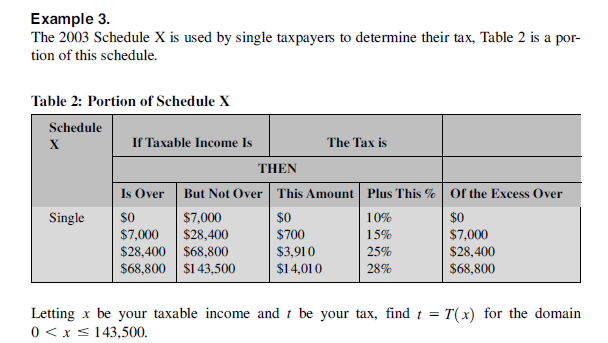 Example 3.
The 2003 Schedule X is used by single taxpayers to determine their tax, Table 2 is a por-
tion of this schedule.
Table 2: Portion of Schedule X
Schedule
X If Taxable Income Is The Tax is
THEN
Is Over But Not Over This Amount Plus This % Of the Excess Over
Single $0 $7,000 $0 10% $0
$7,000 $28,400 $700 15% $7,000
$28,400 $68,800 $3,910 25% $28,400
$68,800 $143,500 $14,010 28% $68,800
Letting x be your taxable income and t be your tax, find t = T(x) for the domain
0 < x ≤ 143,500.